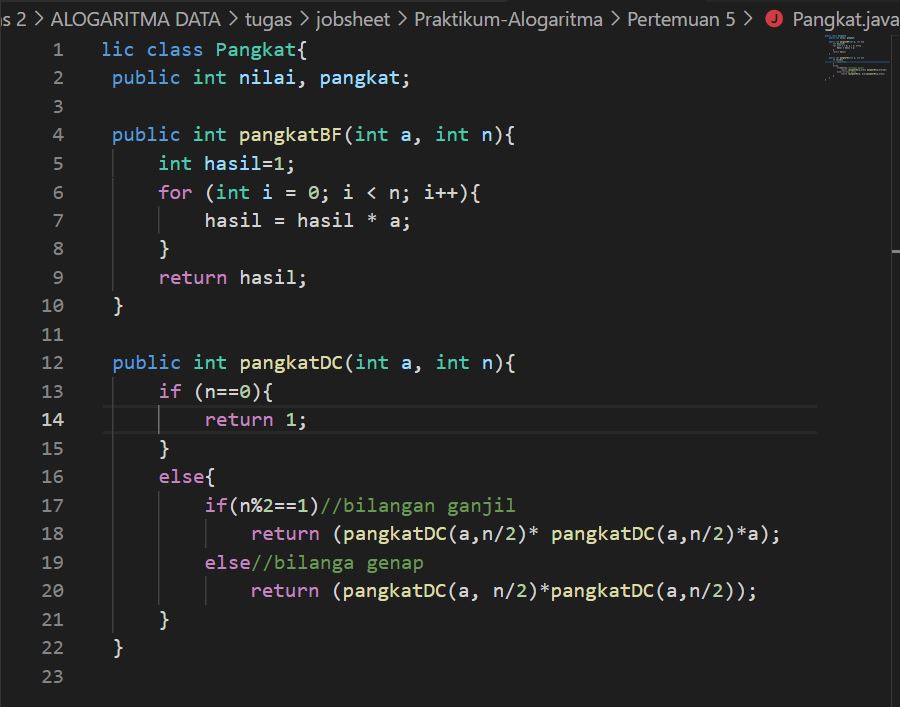 s 2 > ALOGARITMA DATA > tugas > jobsheet > Praktikum-Alogaritma > Pertemuan 5 > J Pangkat.java
1 lic class Pangkat{
2 public int nilai, pangkat;
3
4 public int pangkatBF(int a, int n){
5 int hasil=1;
6 for (int i = 0; i < n; i++){
7 hasil = hasil * a;
8 }
9 return hasil;
10 }
11
12 public int pangkatDC(int a, int n){
13 if (n==0){
14 return 1;
15 }
16 else{
17 if(n%2==1)//bilangan ganjil
18 return (pangkatDC(a,n/2)* pangkatDC(a,n/2)*a);
19 else//bilanga genap
20 return (pangkatDC(a, n/2)*pangkatDC(a,n/2));
21 }
22 }
23